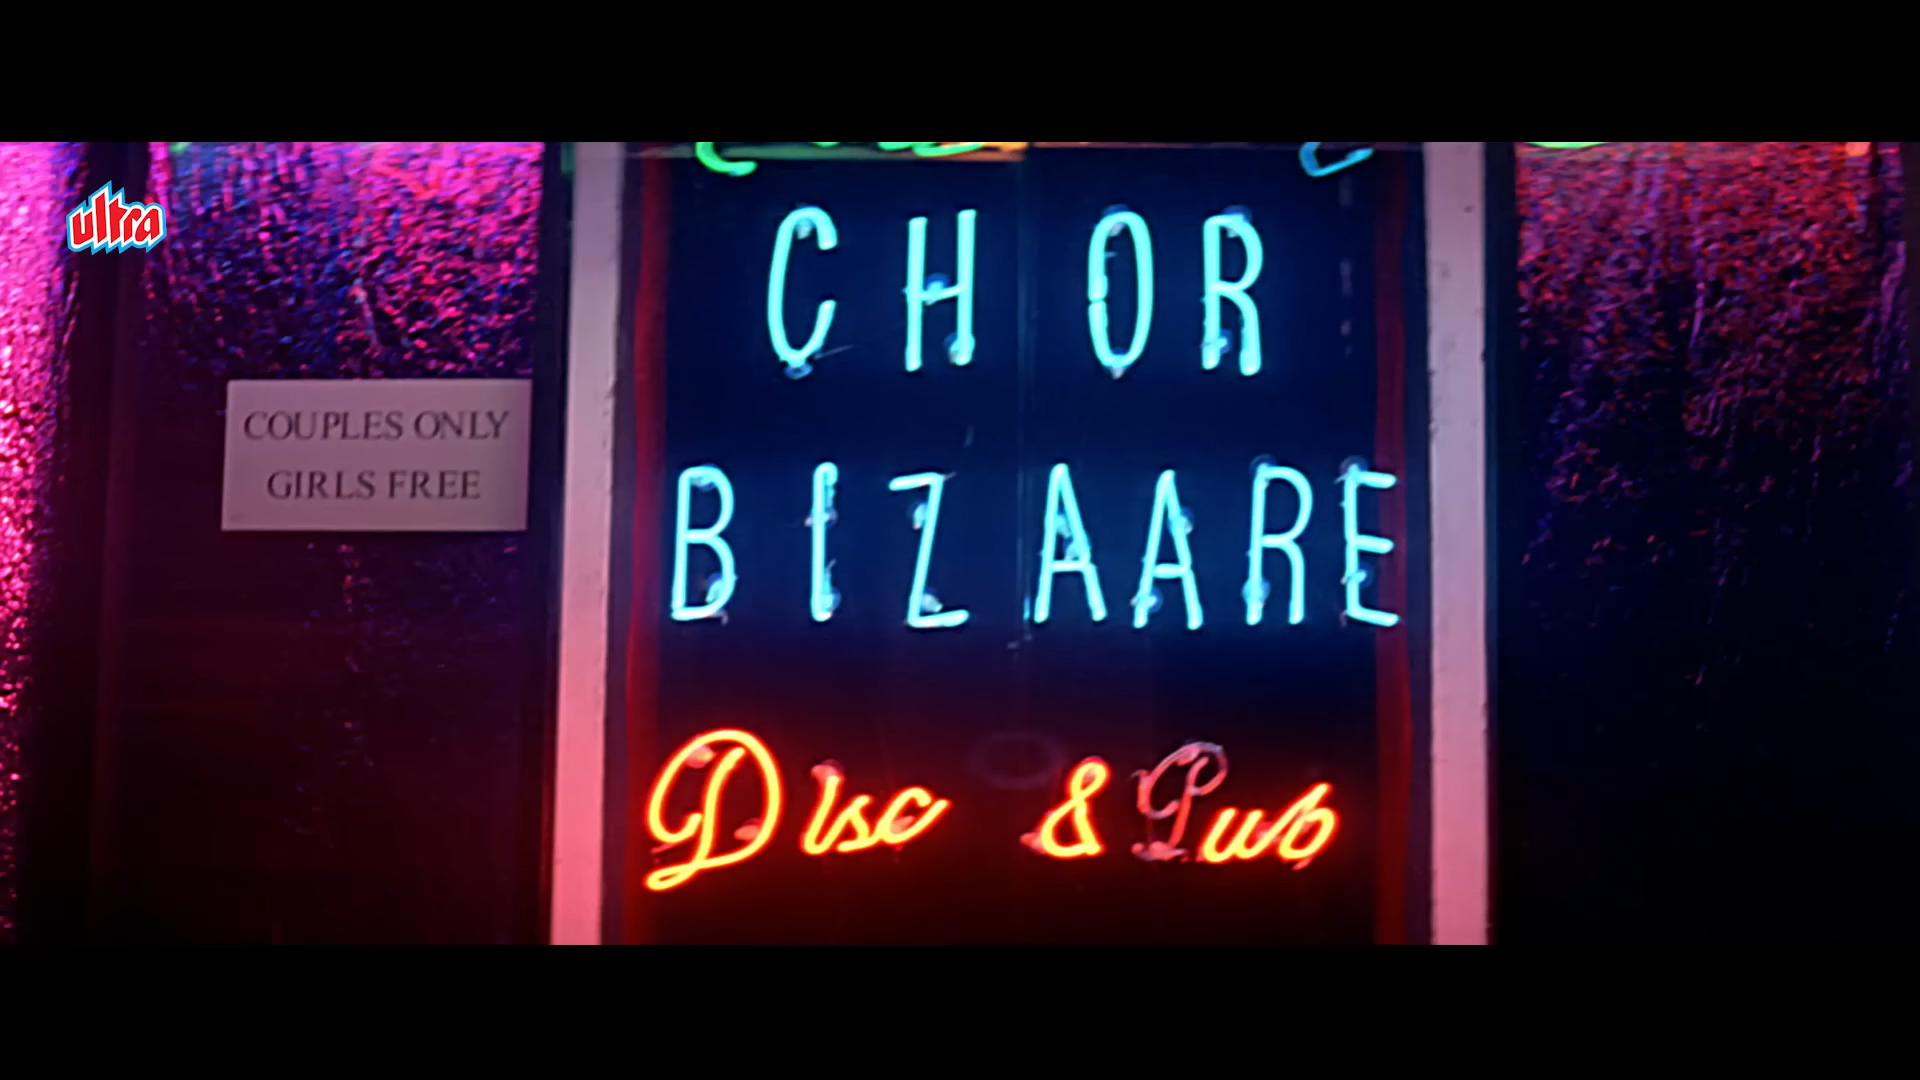 ultra
CHOR
COUPLES ONLY
GIRLS FREE
BIZAARE
Disc & Pub